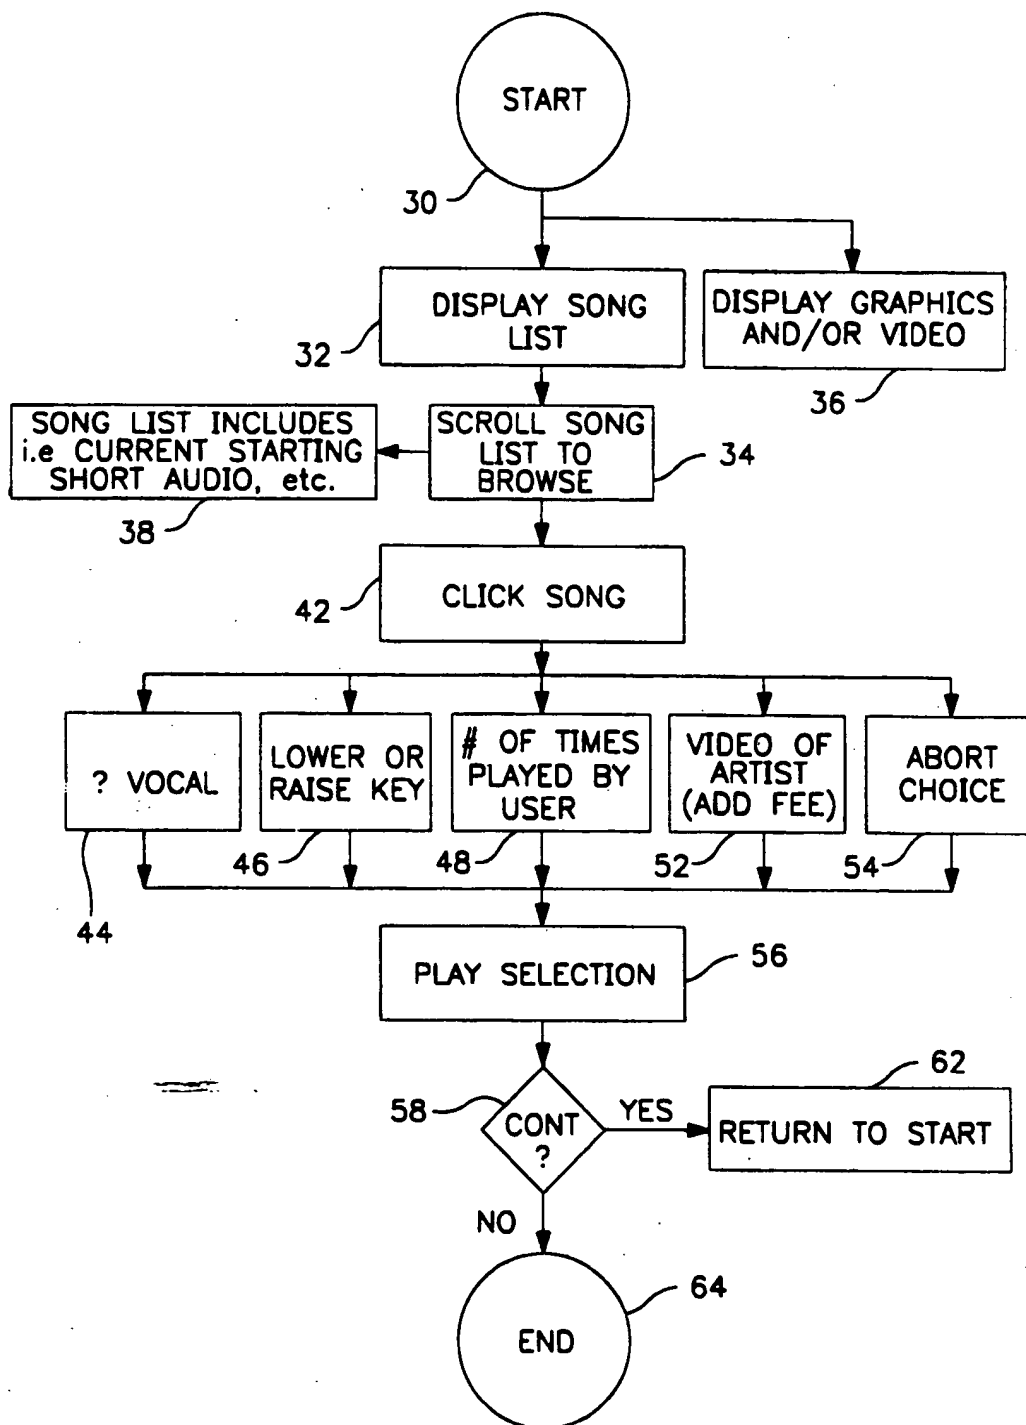 START
30
DISPLAY SONG
LIST
32
DISPLAY GRAPHICS
AND/OR VIDEO
36
SONG LIST INCLUDES
i.e CURRENT STARTING
SHORT AUDIO, etc.
38
SCROLL SONG
LIST TO
BROWSE
34
CLICK SONG
42
? VOCAL
44
LOWER OR
RAISE KEY
46
# OF TIMES
PLAYED BY
USER
48
VIDEO OF
ARTIST
(ADD FEE)
52
ABORT
CHOICE
54
PLAY SELECTION
56
58
CONT
?
YES
62
RETURN TO START
NO
END
64